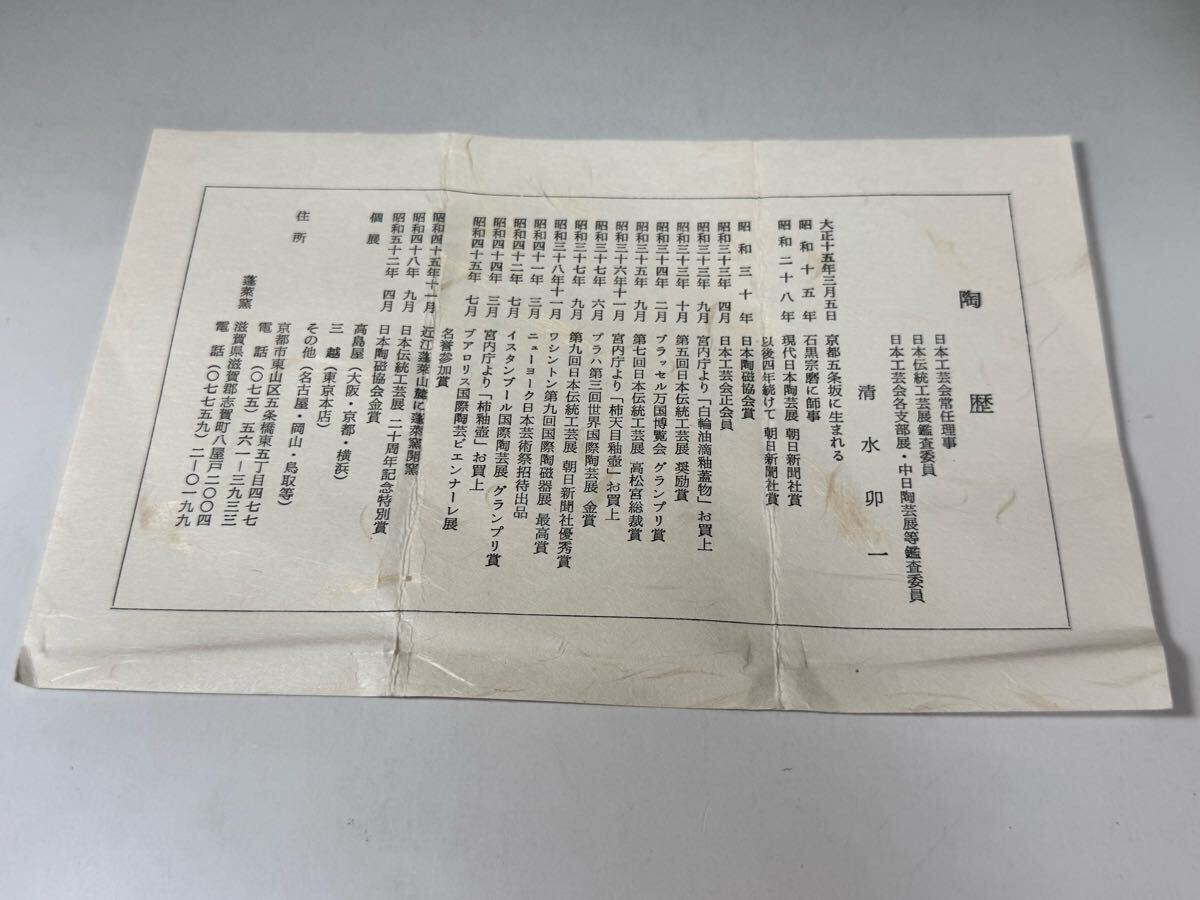 陶歴
日本工芸会常任理事
日本伝統工芸展鑑査委員
日本工芸会各支部展・中日陶芸展等鑑査委員
清水卯一
大正十五年三月五日 京都五条坂に生まれる
昭和十五年 石黒宗磨に師事
昭和二十八年 現代日本陶芸展 朝日新聞社賞
以後四年続けて 朝日新聞社賞
昭和三十年 日本陶磁協会賞
昭和三十三年 四月 日本工芸会正会員
昭和三十三年 九月 宮内庁より「白輪油滴釉蓋物」お買上
昭和三十三年 十月 第五回日本伝統工芸展 奨励賞
昭和三十四年 二月 ブラッセル万国博覧会 グランプリ賞
昭和三十五年 九月 第七回日本伝統工芸展 高松宮総裁賞
昭和三十六年十一月 宮内庁より「柿天目釉壷」お買上
昭和三十七年 六月 プラハ第三回世界国際陶芸展 金賞
昭和三十七年 九月 第九回日本伝統工芸展 朝日新聞社優秀賞
昭和三十八年十一月 ワシントン第九回国際陶磁器展 最高賞
昭和四十一年 三月 ニューヨーク日本芸術祭招待出品
昭和四十二年 七月 イスタンブール国際陶芸展 グランプリ賞
昭和四十四年 三月 宮内庁より「柿釉壷」お買上
昭和四十五年 七月 ブアロリス国際陶芸ビエンナーレ展
名誉参加賞
昭和四十五年十一月 近江蓬萊山麓に蓬萊窯開窯
昭和四十八年 九月 日本伝統工芸展 二十周年記念特別賞
昭和五十二年 四月 日本陶磁協会金賞
個展 高島屋(大阪・京都・横浜)
三越(東京本店)
その他(名古屋・岡山・鳥取等)
住所 京都市東山区五条橋東五丁目四七七
電話(〇七五)五六一―三九三三
蓬萊窯 滋賀県滋賀郡志賀町八屋戸二〇〇四
電話(〇七七五九)二―〇一九九